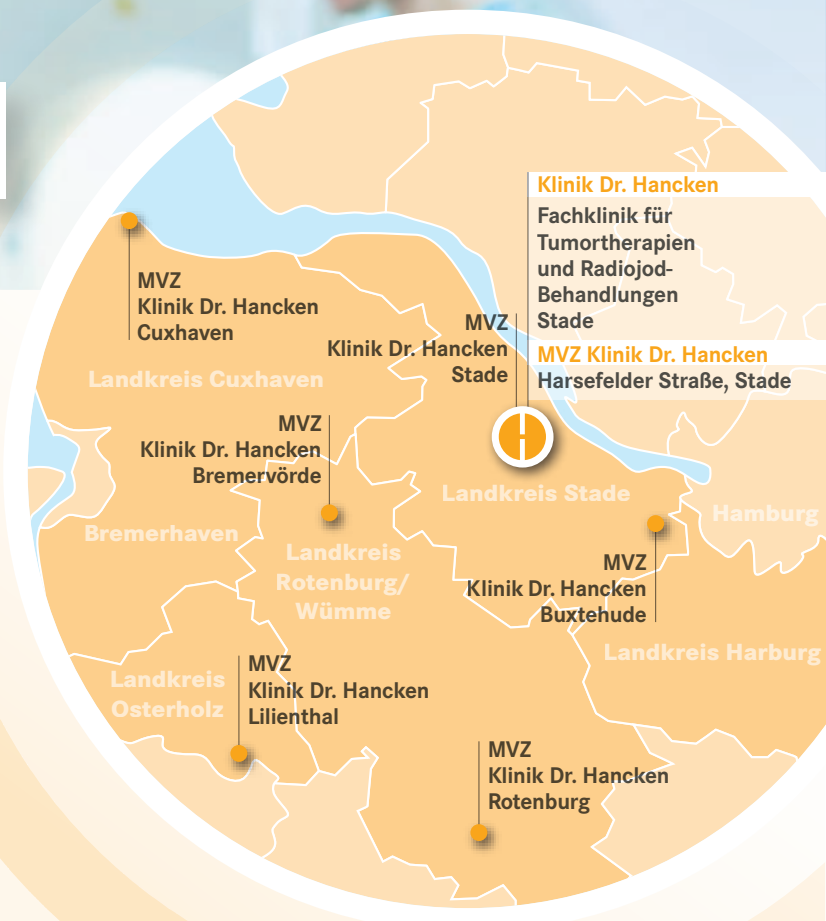 Klinik Dr. Hancken
Fachklinik für
Tumortherapien
und Radiojod-
Behandlungen
Stade
MVZ Klinik Dr. Hancken
Harsefelder Straße, Stade
MVZ
Klinik Dr. Hancken
Cuxhaven
MVZ
Klinik Dr. Hancken
Stade
Landkreis Cuxhaven
MVZ
Klinik Dr. Hancken
Bremervörde
Landkreis Stade
Hamburg
Bremerhaven
Landkreis
Rotenburg/
Wümme
MVZ
Klinik Dr. Hancken
Buxtehude
Landkreis Harburg
Landkreis
Osterholz
MVZ
Klinik Dr. Hancken
Lilienthal
MVZ
Klinik Dr. Hancken
Rotenburg